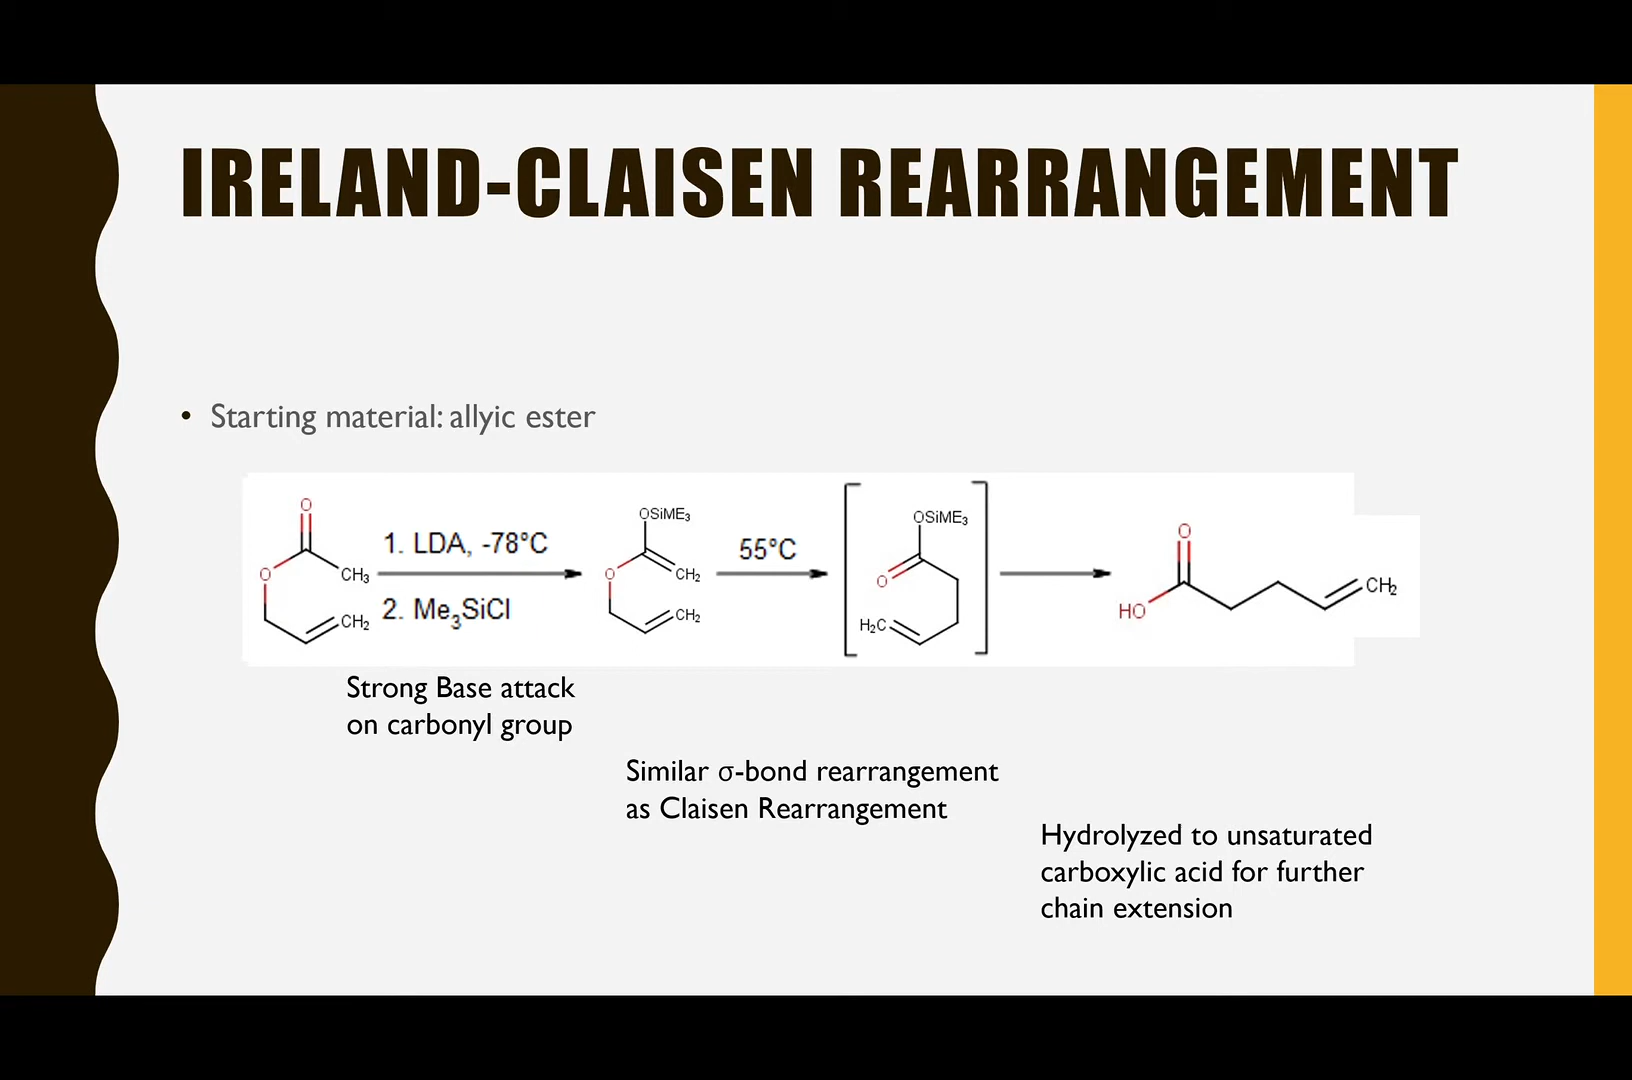 IRELAND-CLAISEN REARRANGEMENT
• Starting material: allyic ester
O
O
CH₃
CH₂
1. LDA, -78°C
2. Me₃SiCl
OSiME₃
O
CH₂
CH₂
55°C
OSiME₃
O
H₂C
O
HO
CH₂
Strong Base attack
on carbonyl group
Similar σ-bond rearrangement
as Claisen Rearrangement
Hydrolyzed to unsaturated
carboxylic acid for further
chain extension